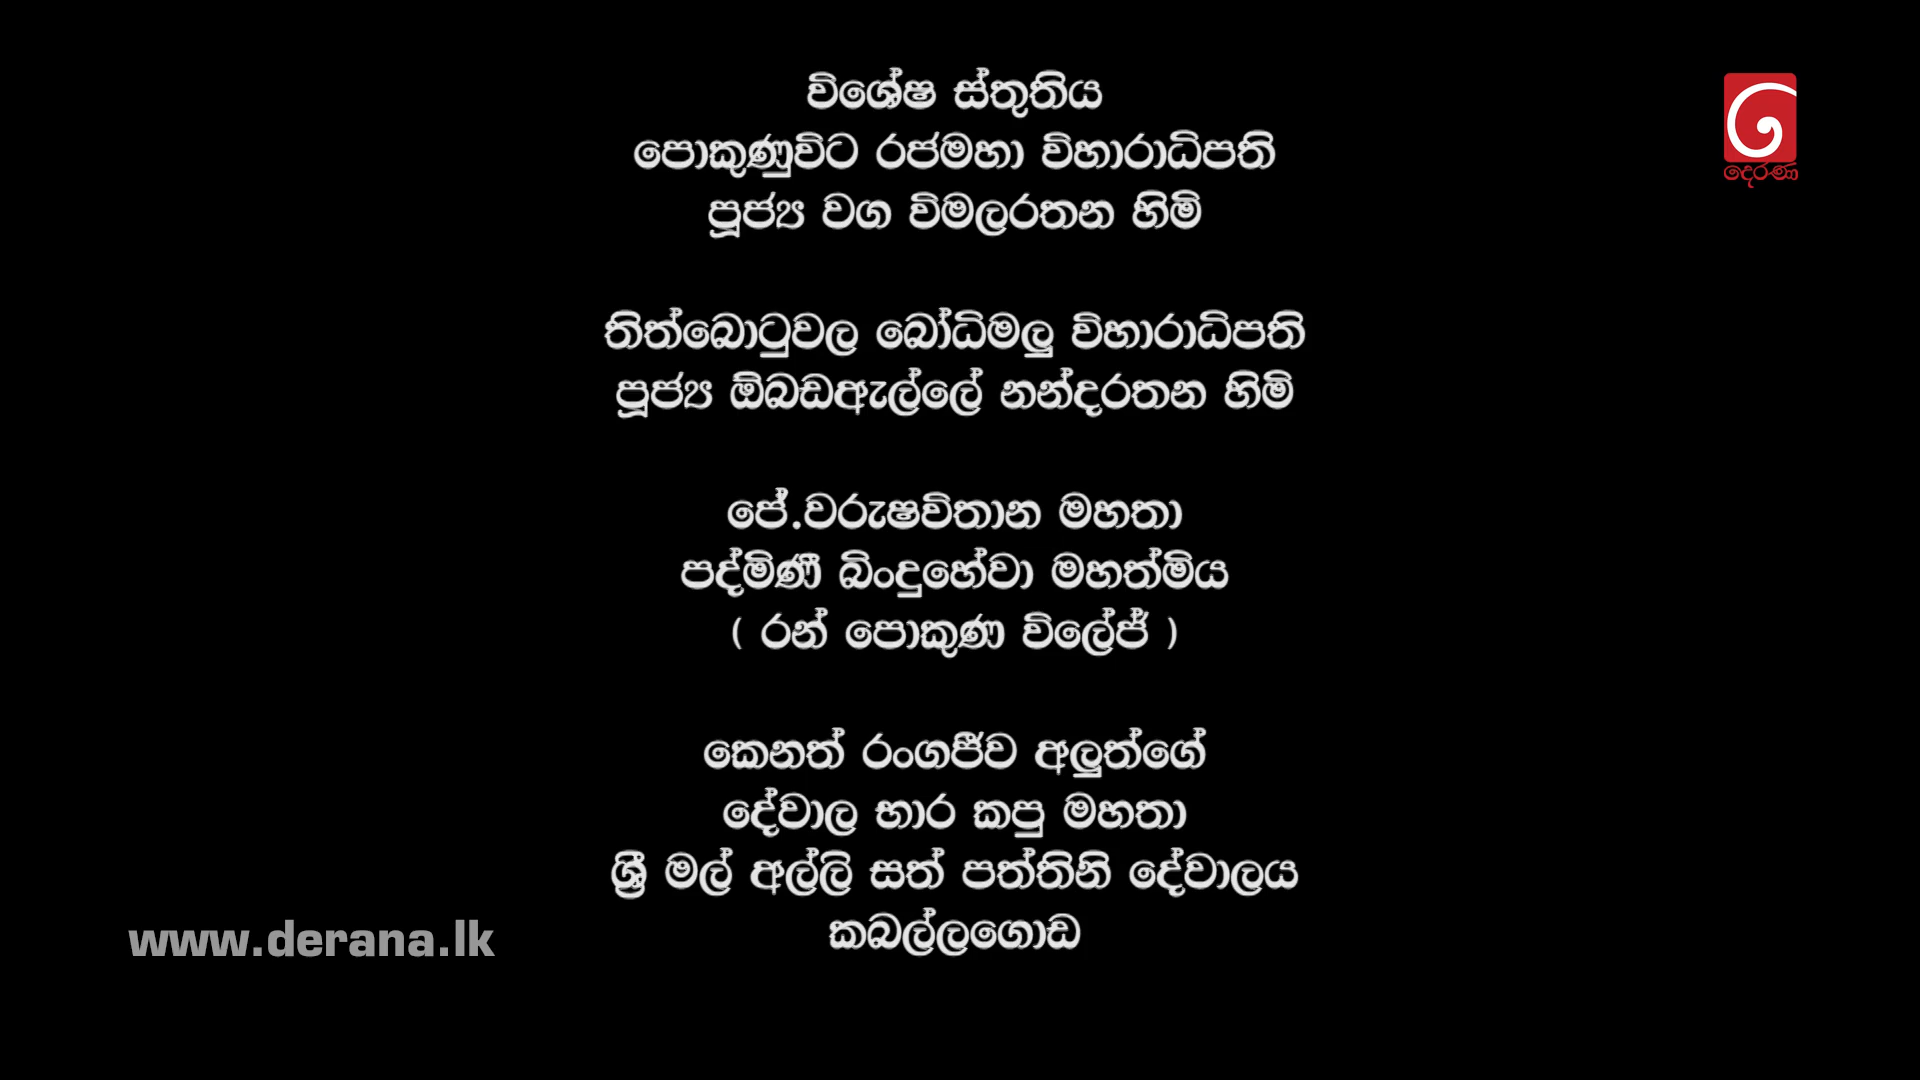 විශේෂ ස්තුතිය
පොකුණුවිට රජමහා විහාරාධිපති
පූජ්‍ය වග විමලරතන හිමි
තිත්බොටුවල බෝධිමලු විහාරාධිපති
පූජ්‍ය ඕබඩඇල්ලේ නන්දරතන හිමි
පේ.වරුෂවිතාන මහතා
පද්මිණී බිංදුහේවා මහත්මිය
( රන් පොකුණ විලේජ් )
කෙනත් රංගජීව අලුත්ගේ
දේවාල භාර කපු මහතා
ශ්‍රී මල් අල්ලි සත් පත්තිනි දේවාලය
කබල්ලගොඩ
දෙරණ
www.derana.lk